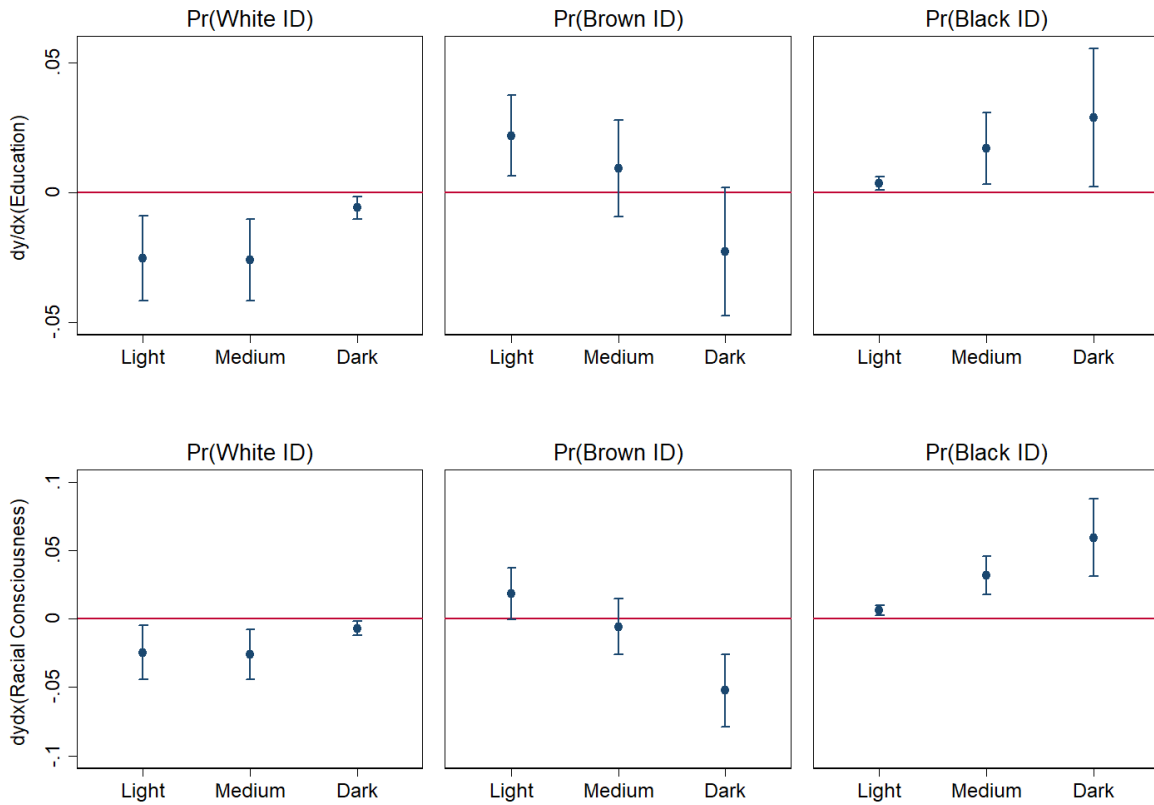 Pr(White ID) Pr(Brown ID) Pr(Black ID)
dy/dx(Education)
.05
0
-.05
Light Medium Dark Light Medium Dark Light Medium Dark
Pr(White ID) Pr(Brown ID) Pr(Black ID)
dydx(Racial Consciousness)
.1
.05
0
-.05
-.1
Light Medium Dark Light Medium Dark Light Medium Dark